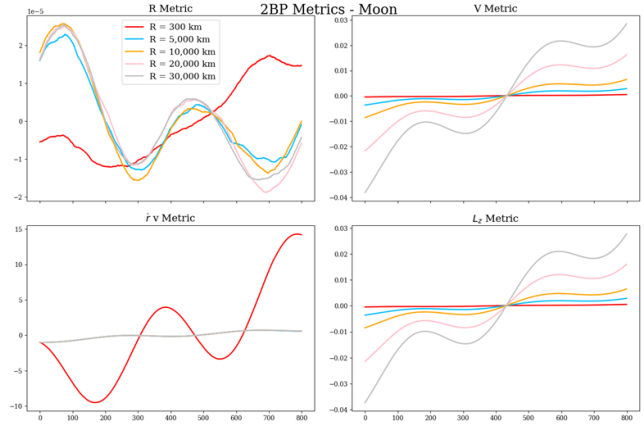 2BP Metrics - Moon
R Metric
1e−5
2
1
0
−1
−2
R = 300 km
R = 5,000 km
R = 10,000 km
R = 20,000 km
R = 30,000 km
V Metric
0.03
0.02
0.01
0.00
−0.01
−0.02
−0.03
−0.04
ṙ v Metric
15
10
5
0
−5
−10
0 100 200 300 400 500 600 700 800
L_z Metric
0.03
0.02
0.01
0.00
−0.01
−0.02
−0.03
−0.04
0 100 200 300 400 500 600 700 800